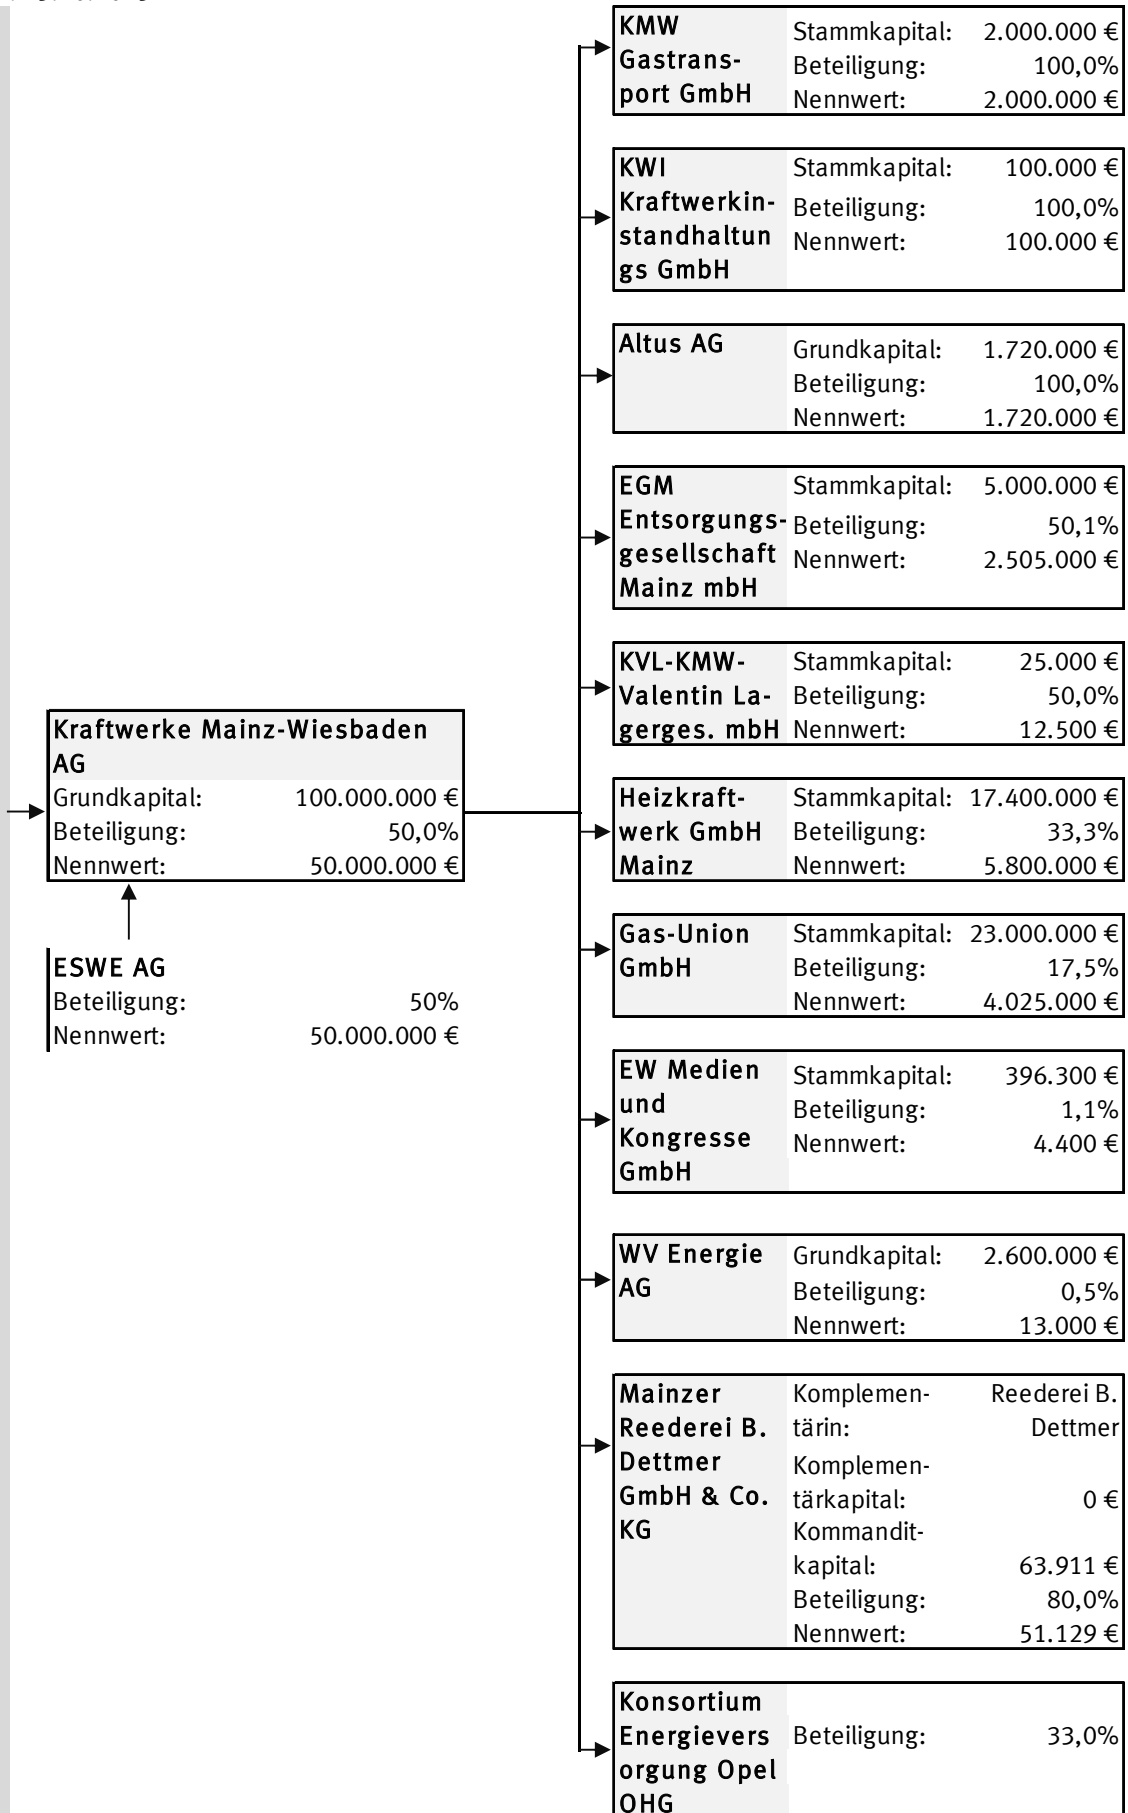 KMW
Gastrans-
port GmbH
Stammkapital: 2.000.000 €
Beteiligung: 100,0%
Nennwert: 2.000.000 €
KWI
Kraftwerkin-
standhaltun
gs GmbH
Stammkapital: 100.000 €
Beteiligung: 100,0%
Nennwert: 100.000 €
Altus AG
Grundkapital: 1.720.000 €
Beteiligung: 100,0%
Nennwert: 1.720.000 €
EGM
Entsorgungs-
gesellschaft
Mainz mbH
Stammkapital: 5.000.000 €
Beteiligung: 50,1%
Nennwert: 2.505.000 €
KVL-KMW-
Valentin La-
gerges. mbH
Stammkapital: 25.000 €
Beteiligung: 50,0%
Nennwert: 12.500 €
Kraftwerke Mainz-Wiesbaden
AG
Grundkapital: 100.000.000 €
Beteiligung: 50,0%
Nennwert: 50.000.000 €
ESWE AG
Beteiligung: 50%
Nennwert: 50.000.000 €
Heizkraft-
werk GmbH
Mainz
Stammkapital: 17.400.000 €
Beteiligung: 33,3%
Nennwert: 5.800.000 €
Gas-Union
GmbH
Stammkapital: 23.000.000 €
Beteiligung: 17,5%
Nennwert: 4.025.000 €
EW Medien
und
Kongresse
GmbH
Stammkapital: 396.300 €
Beteiligung: 1,1%
Nennwert: 4.400 €
WV Energie
AG
Grundkapital: 2.600.000 €
Beteiligung: 0,5%
Nennwert: 13.000 €
Mainzer
Reederei B.
Dettmer
GmbH & Co.
KG
Komplemen- Reederei B.
tärin: Dettmer
Komplemen-
tärkapital: 0 €
Kommandit-
kapital: 63.911 €
Beteiligung: 80,0%
Nennwert: 51.129 €
Konsortium
Energievers
orgung Opel
OHG
Beteiligung: 33,0%